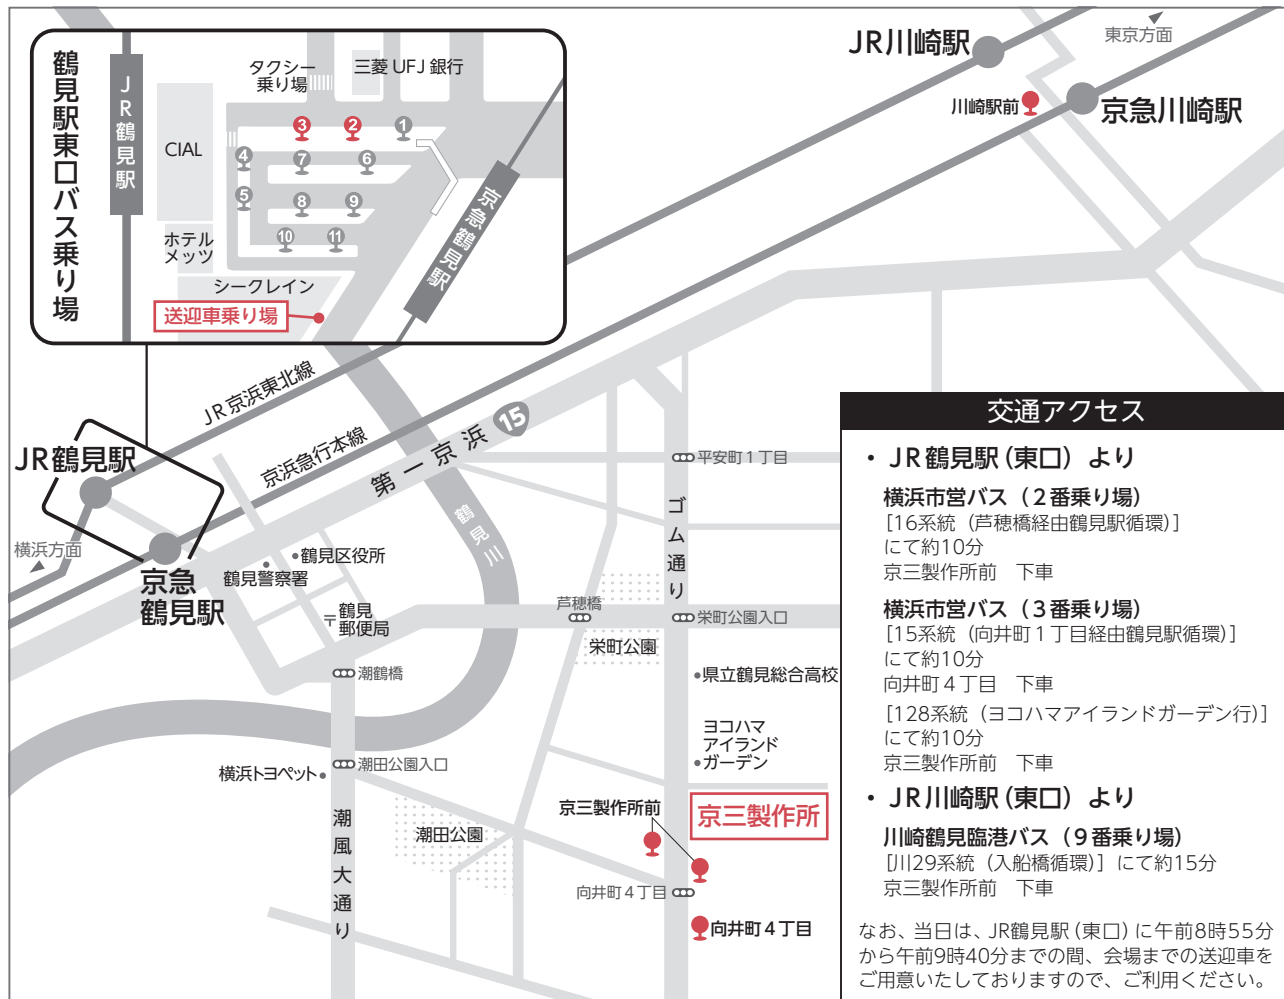 鶴見駅東口バス乗り場
JR鶴見駅
タクシー
乗り場
三菱UFJ銀行
CIAL
3
2
1
4
7
6
5
8
9
10
11
ホテル
メッツ
シークレイン
送迎車乗り場
京急鶴見駅
JR川崎駅
東京方面
川崎駅前
京急川崎駅
JR京浜東北線
京浜急行本線
第一京浜
15
JR鶴見駅
横浜方面
京急
鶴見駅
鶴見区役所
鶴見警察署
〒鶴見
郵便局
鶴見川
平安町1丁目
ゴム通り
芦穂橋
栄町公園入口
栄町公園
潮鶴橋
県立鶴見総合高校
ヨコハマ
アイランド
ガーデン
潮田公園入口
横浜トヨペット
潮風大通り
潮田公園
京三製作所前
京三製作所
向井町4丁目
向井町4丁目
交通アクセス
・JR鶴見駅(東口)より
横浜市営バス(2番乗り場)
[16系統(芦穂橋経由鶴見駅循環)]
にて約10分
京三製作所前 下車
横浜市営バス(3番乗り場)
[15系統(向井町1丁目経由鶴見駅循環)]
にて約10分
向井町4丁目 下車
[128系統(ヨコハマアイランドガーデン行)]
にて約10分
京三製作所前 下車
・JR川崎駅(東口)より
川崎鶴見臨港バス(9番乗り場)
[川29系統(入船橋循環)]にて約15分
京三製作所前 下車
なお、当日は、JR鶴見駅(東口)に午前8時55分
から午前9時40分までの間、会場までの送迎車を
ご用意いたしておりますので、ご利用ください。